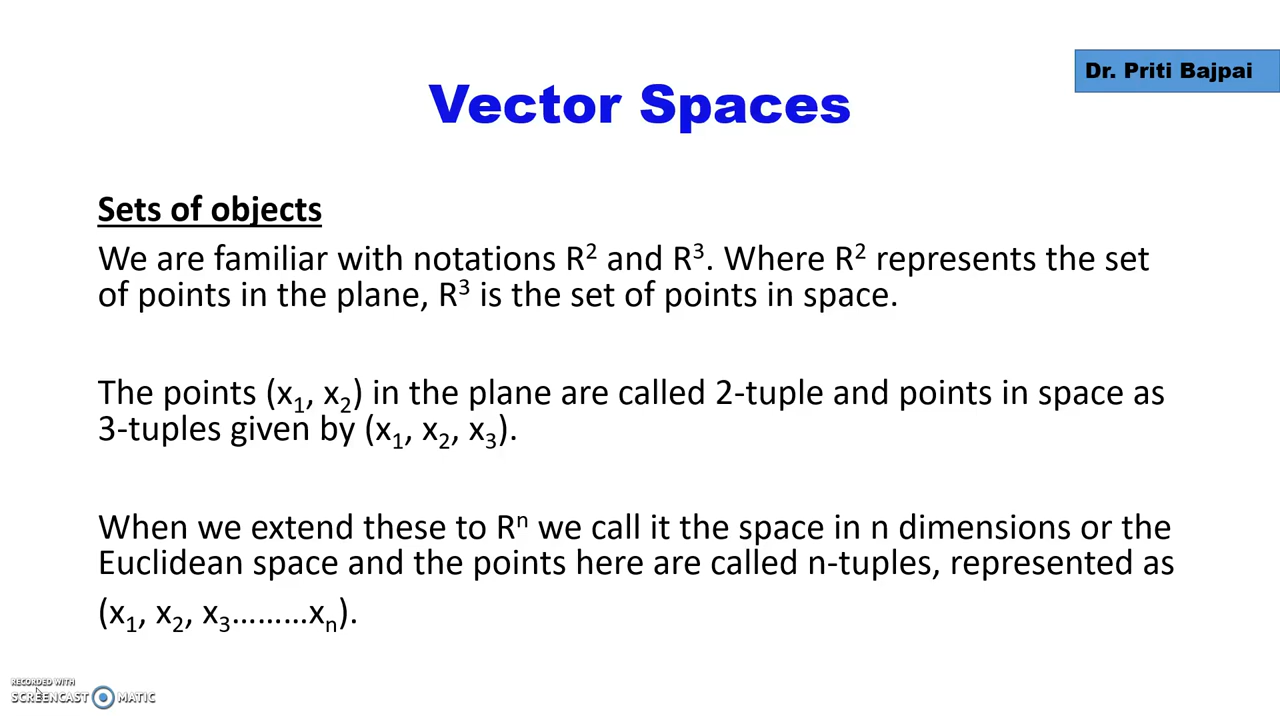 Dr. Priti Bajpai
Vector Spaces
Sets of objects
We are familiar with notations R² and R³. Where R² represents the set
of points in the plane, R³ is the set of points in space.
The points (x₁, x₂) in the plane are called 2-tuple and points in space as
3-tuples given by (x₁, x₂, x₃).
When we extend these to Rⁿ we call it the space in n dimensions or the
Euclidean space and the points here are called n-tuples, represented as
(x₁, x₂, x₃………xₙ).
RECORDED WITH
SCREENCAST MATIC